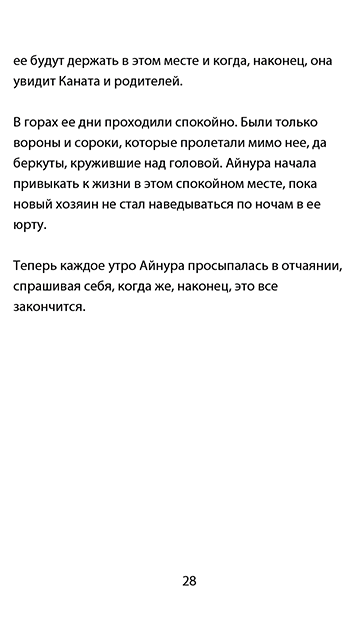 ее будут держать в этом месте и когда, наконец, она
увидит Каната и родителей.
В горах ее дни проходили спокойно. Были только
вороны и сороки, которые пролетали мимо нее, да
беркуты, кружившие над головой. Айнура начала
привыкать к жизни в этом спокойном месте, пока
новый хозяин не стал наведываться по ночам в ее
юрту.
Теперь каждое утро Айнура просыпалась в отчаянии,
спрашивая себя, когда же, наконец, это все
закончится.
28